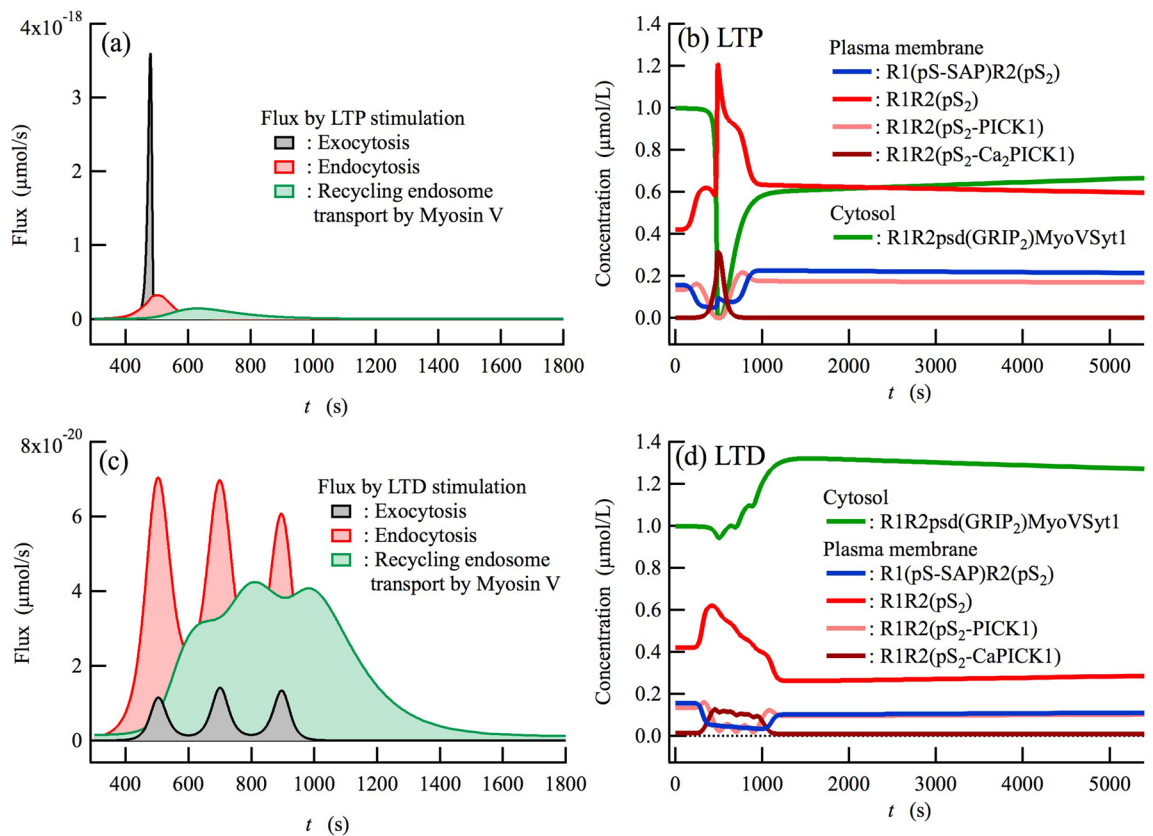 4x10-18
(a)
3
2
1
0
Flux (μmol/s)
Flux by LTP stimulation
: Exocytosis
: Endocytosis
: Recycling endosome
transport by Myosin V
400 600 800 1000 1200 1400 1600 1800
t (s)
(b) LTP
1.4
1.2
1.0
0.8
0.6
0.4
0.2
0.0
Concentration (μmol/L)
Plasma membrane
: R1(pS-SAP)R2(pS2)
: R1R2(pS2)
: R1R2(pS2-PICK1)
: R1R2(pS2-Ca2PICK1)
Cytosol
: R1R2psd(GRIP2)MyoVSyt1
0 1000 2000 3000 4000 5000
t (s)
8x10-20
(c)
6
4
2
0
Flux (μmol/s)
Flux by LTD stimulation
: Exocytosis
: Endocytosis
: Recycling endosome
transport by Myosin V
400 600 800 1000 1200 1400 1600 1800
t (s)
(d) LTD
1.4
1.2
1.0
0.8
0.6
0.4
0.2
0.0
Concentration (μmol/L)
Cytosol
: R1R2psd(GRIP2)MyoVSyt1
Plasma membrane
: R1(pS-SAP)R2(pS2)
: R1R2(pS2)
: R1R2(pS2-PICK1)
: R1R2(pS2-CaPICK1)
0 1000 2000 3000 4000 5000
t (s)